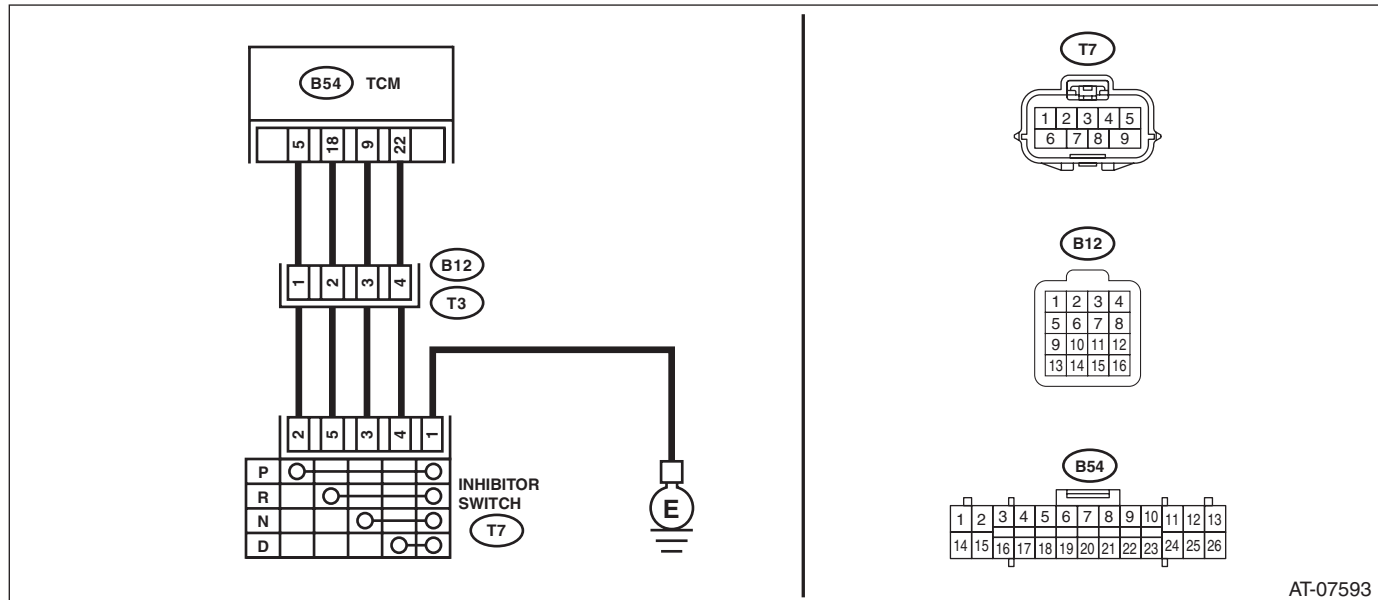 B54 TCM
5 18 9 22
1 2 3 4
B12
T3
2 5 3 4 1
P
R
N
D
INHIBITOR
SWITCH
T7
E
T7
1 2 3 4 5
6 7 8 9
B12
1 2 3 4
5 6 7 8
9 10 11 12
13 14 15 16
B54
1 2 3 4 5 6 7 8 9 10 11 12 13
14 15 16 17 18 19 20 21 22 23 24 25 26
AT-07593